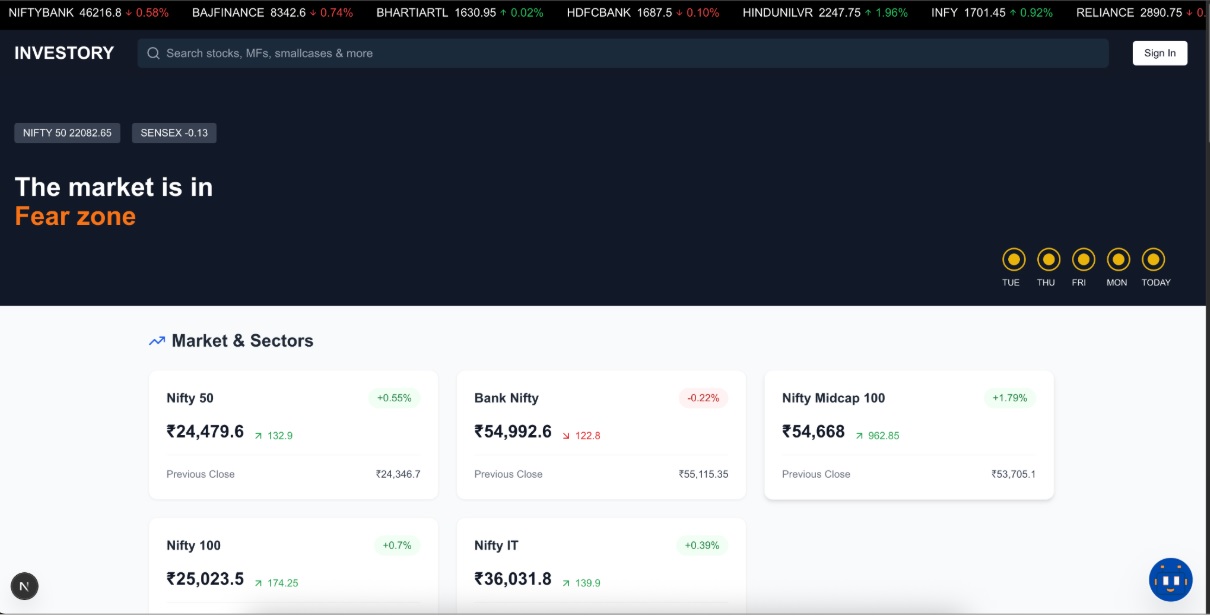 NIFTYBANK 46216.8 ↓ 0.58% BAJFINANCE 8342.6 ↓ 0.74% BHARTIARTL 1630.95 ↑ 0.02% HDFCBANK 1687.5 ↓ 0.10% HINDUNILVR 2247.75 ↑ 1.96% INFY 1701.45 ↑ 0.92% RELIANCE 2890.75 ↓ 0.
INVESTORY
Search stocks, MFs, smallcases & more
Sign In
NIFTY 50 22082.65
SENSEX -0.13
The market is in
Fear zone
TUE THU FRI MON TODAY
Market & Sectors
Nifty 50 +0.55%
₹24,479.6 132.9
Previous Close ₹24,346.7
Bank Nifty -0.22%
₹54,992.6 122.8
Previous Close ₹55,115.35
Nifty Midcap 100 +1.79%
₹54,668 962.85
Previous Close ₹53,705.1
Nifty 100 +0.7%
₹25,023.5 174.25
Nifty IT +0.39%
₹36,031.8 139.9
N